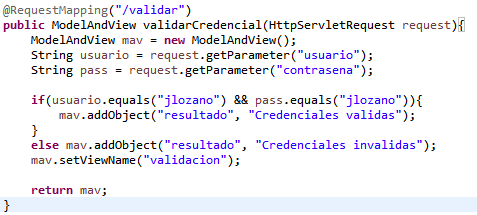 @RequestMapping("/validar")
public ModelAndView validarCredencial(HttpServletRequest request){
    ModelAndView mav = new ModelAndView();
    String usuario = request.getParameter("usuario");
    String pass = request.getParameter("contrasena");

    if(usuario.equals("jlozano") && pass.equals("jlozano")){
        mav.addObject("resultado", "Credenciales validas");
    }
    else mav.addObject("resultado", "Credenciales invalidas");
    mav.setViewName("validacion");

    return mav;
}